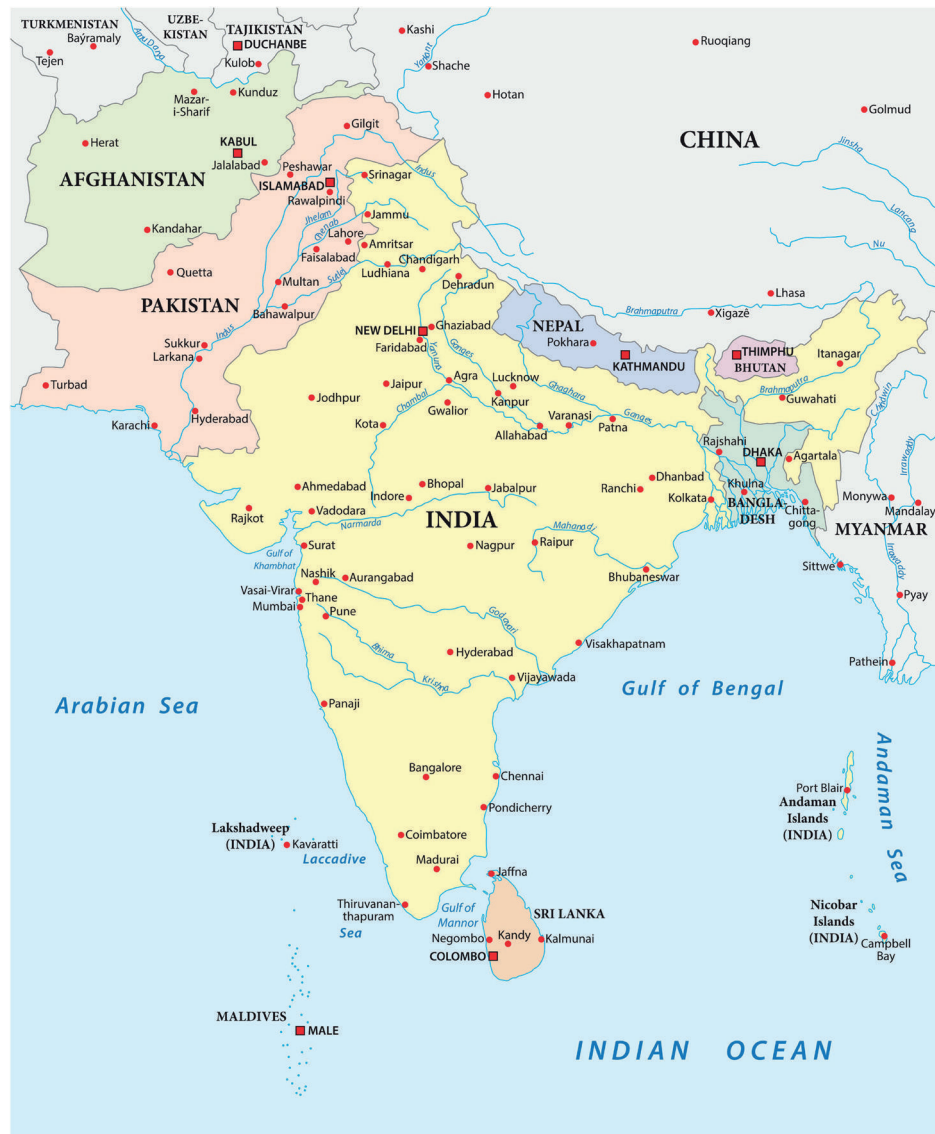 TURKMENISTAN
Baýramaly
Tejen
UZBE-
KISTAN
TAJIKISTAN
DUCHANBE
Kulob
Kashi
Yarkant
Shache
Hotan
Ruoqiang
Golmud
AmuDarya
Mazar-
i-Sharif
Kunduz
Herat
KABUL
Jalalabad
AFGHANISTAN
Kandahar
Gilgit
Peshawar
ISLAMABAD
Rawalpindi
Srinagar
Indus
CHINA
Jinsha
Lancang
Nu
Jhelam
Chenab
Jammu
Lahore
Faisalabad
Amritsar
Chandigarh
Ludhiana
Dehradun
Quetta
Multan
Sutlej
PAKISTAN
Bahawalpur
Indus
Sukkur
Larkana
Turbad
Hyderabad
Karachi
Lhasa
Xigazê
Brahmaputra
NEW DELHI
Ghaziabad
Faridabad
Yamuna
Ganges
NEPAL
Pokhara
KATHMANDU
THIMPHU
BHUTAN
Itanagar
Brahmaputra
Guwahati
Chindwin
Irrawaddy
Jodhpur
Jaipur
Agra
Lucknow
Ghaghara
Chambal
Gwalior
Kanpur
Kota
Allahabad
Varanasi
Patna
Ganges
Rajshahi
DHAKA
Agartala
Khulna
BANGLA-
DESH
Chitta-
gong
Ahmedabad
Bhopal
Indore
Jabalpur
Ranchi
Dhanbad
Kolkata
Monywa
Mandalay
MYANMAR
Rajkot
Vadodara
Narmarda
INDIA
Mahanadi
Gulf of
Khambhat
Surat
Nagpur
Raipur
Bhubaneswar
Sittwe
Irrawaddy
Nashik
Aurangabad
Vasai-Virar
Thane
Mumbai
Pune
Godavari
Pyay
Bhima
Hyderabad
Visakhapatnam
Pathein
Krishna
Vijayawada
Arabian Sea
Panaji
Gulf of Bengal
Bangalore
Chennai
Port Blair
Andaman
Islands
(INDIA)
Andaman Sea
Pondicherry
Lakshadweep
(INDIA)
Kavaratti
Laccadive
Sea
Coimbatore
Madurai
Jaffna
Thiruvanan-
thapuram
Gulf of
Mannor
SRI LANKA
Negombo
Kandy
Kalmunai
COLOMBO
Nicobar
Islands
(INDIA)
Campbell
Bay
MALDIVES
MALE
INDIAN OCEAN